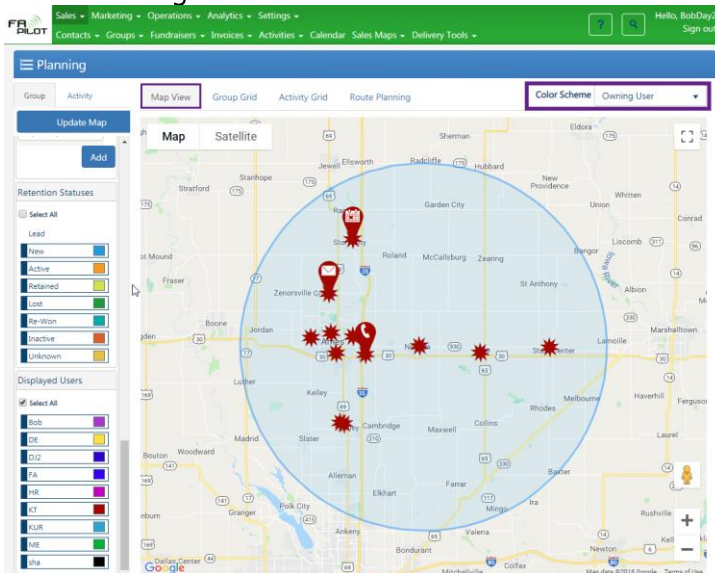 FA PILOT
Sales Marketing Operations Analytics Settings
Contacts Groups Fundraisers Invoices Activities Calendar Sales Maps Delivery Tools
? Hello, BobDay2
Sign out
Planning
Group Activity
Map View Group Grid Activity Grid Route Planning
Color Scheme Owning User
Update Map
Add
Retention Statuses
Select All
Lead
New
Active
Retained
Lost
Re-Won
Inactive
Unknown
Displayed Users
Select All
Bob
DE
DJ2
FA
HR
KT
KUR
ME
sha
Map Satellite
Sherman
Eldora
Jewell Ellsworth Radcliffe Hubbard
Stanhope
Stratford
New Providence
Whitten
Union
Garden City
Conrad
Liscomb
Bangor
Roland McCallsburg Zearing
Iowa River
St Anthony
Albion
Fraser
Zenorsville
Boone
Jordan
Ames
Marshalltown
Lamoille
Luther
Kelley
Melbourne
Haverhill
Ferguso
Rhodes
Cambridge
Maxwell
Collins
Madrid Slater
Laurel
Bouton Woodward
Alleman
Baxter
Elkhart
Farrar
Ira
Mingo
Granger
Polk City
Rushville
Ankeny
Valeria
Newton
Bondurant
Dallas Center
Mitchellville Colfax
Google
Map data ©2018 Google Terms of Use